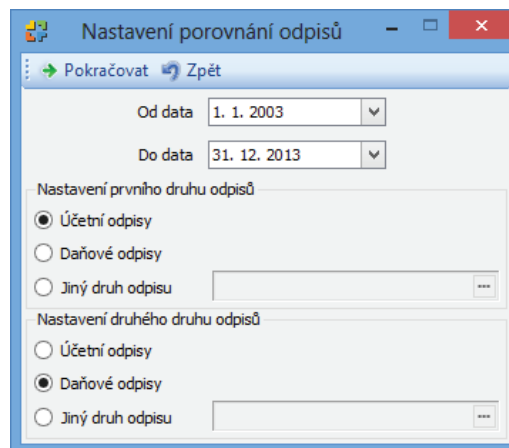 Nastavení porovnání odpisů
Pokračovat Zpět
Od data 1. 1. 2003
Do data 31. 12. 2013
Nastavení prvního druhu odpisů
Účetní odpisy
Daňové odpisy
Jiný druh odpisu
Nastavení druhého druhu odpisů
Účetní odpisy
Daňové odpisy
Jiný druh odpisu